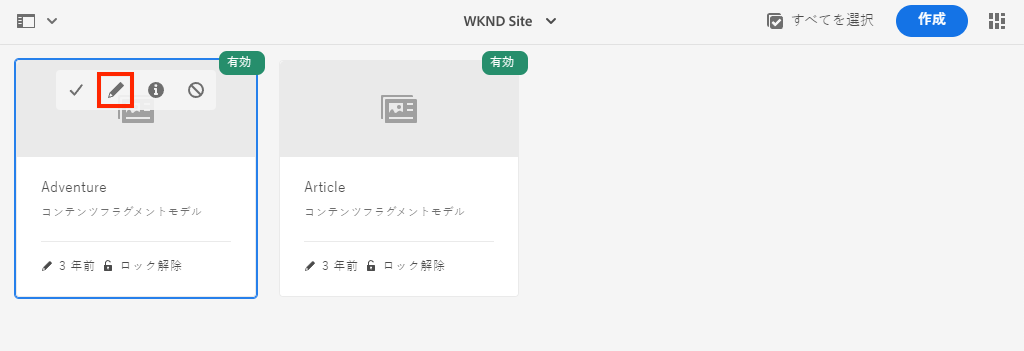 WKND Site
すべてを選択
作成
有効
有効
Adventure
コンテンツフラグメントモデル
3 年前 ロック解除
Article
コンテンツフラグメントモデル
3 年前 ロック解除